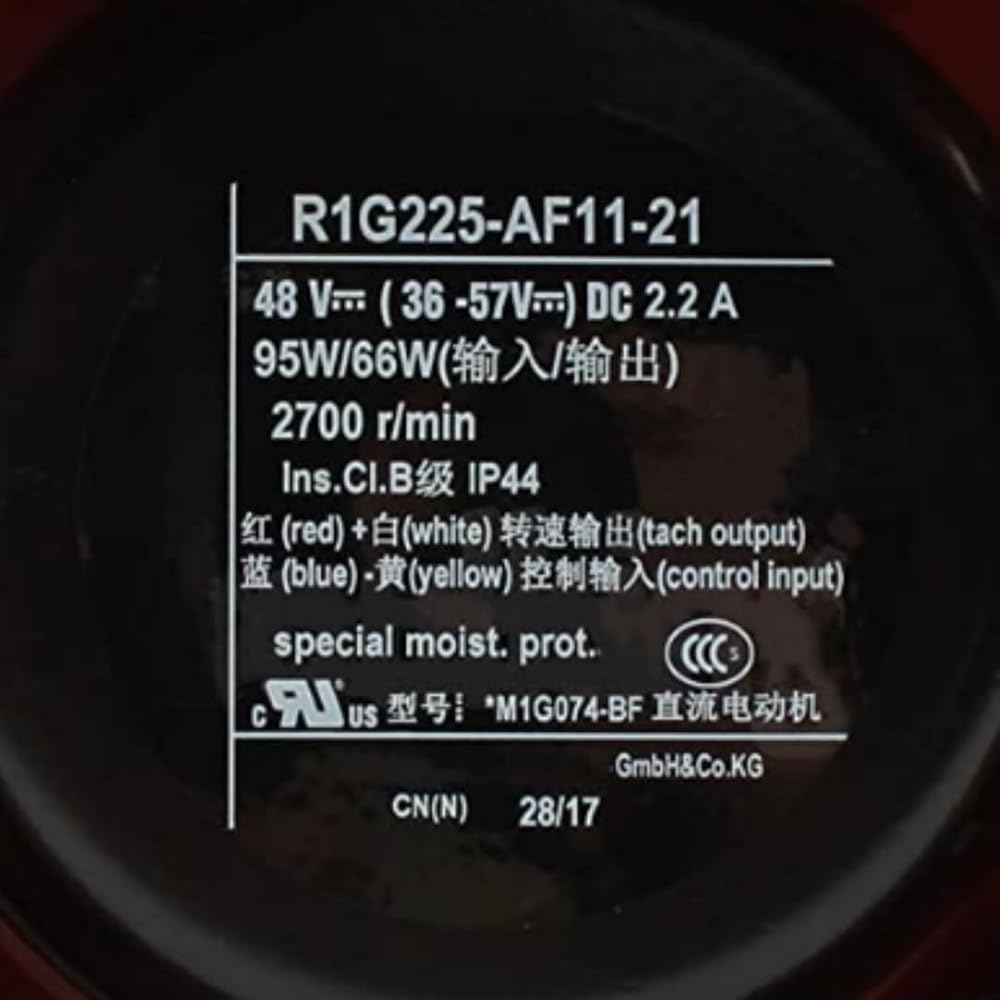 R1G225-AF11-21
48 V⎓ ( 36 -57V⎓) DC 2.2 A
95W/66W(输入/输出)
2700 r/min
Ins.Cl.B级 IP44
红 (red) +白(white) 转速输出(tach output)
蓝 (blue) -黄(yellow) 控制输入(control input)
special moist. prot. CCC S
c RU US 型号: *M1G074-BF 直流电动机
GmbH&Co.KG
CN(N) 28/17